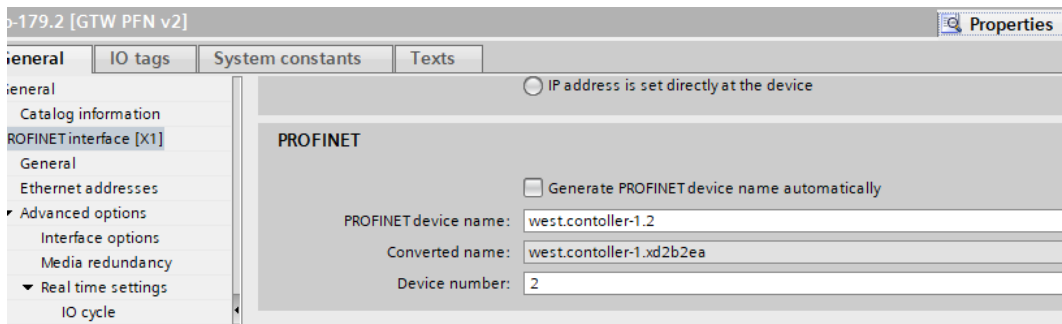 -179.2 [GTW PFN v2]
Properties
General IO tags System constants Texts
General
Catalog information
PROFINET interface [X1]
General
Ethernet addresses
Advanced options
Interface options
Media redundancy
Real time settings
IO cycle
IP address is set directly at the device
PROFINET
Generate PROFINET device name automatically
PROFINET device name: west.contoller-1.2
Converted name: west.contoller-1.xd2b2ea
Device number: 2